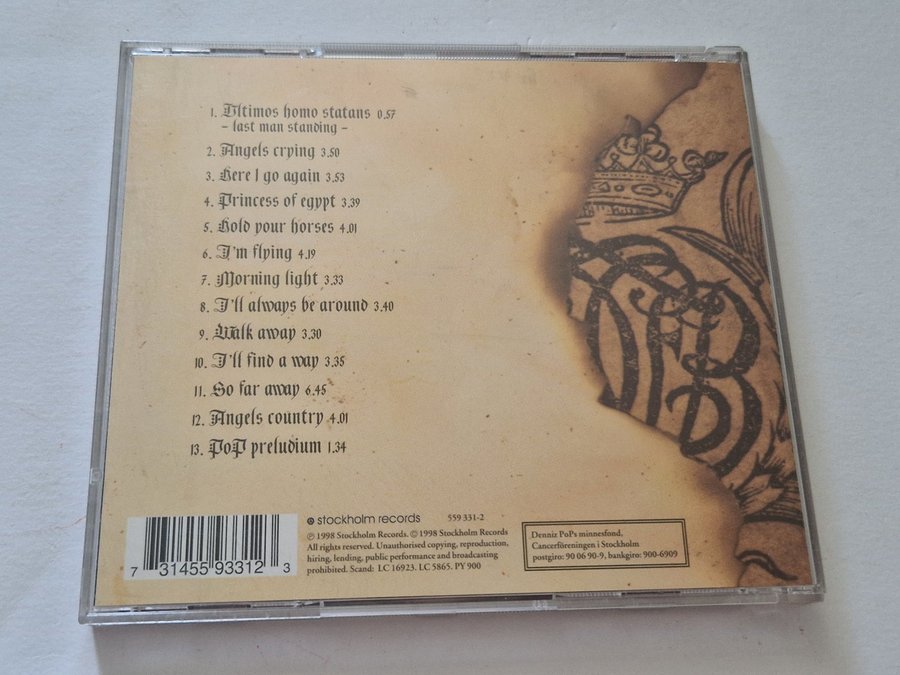 1. Ultimos homo statans 0.57
- last man standing -
2. Angels crying 3.50
3. Here I go again 3.53
4. Princess of egypt 3.39
5. Hold your horses 4.01
6. I'm flying 4.19
7. Morning light 3.33
8. I'll always be around 3.40
9. Walk away 3.30
10. I'll find a way 3.35
11. So far away 6.45
12. Angels country 4.01
13. PoP preludium 1.34
stockholm records 559 331-2
℗ 1998 Stockholm Records. © 1998 Stockholm Records
All rights reserved. Unauthorised copying, reproduction,
hiring, lending, public performance and broadcasting
prohibited. Scand: LC 16923. LC 5865. PY 900
Denniz PoPs minnesfond.
Cancerföreningen i Stockholm
postgiro: 90 06 90-9, bankgiro: 900-6909
7 31455 93312 3